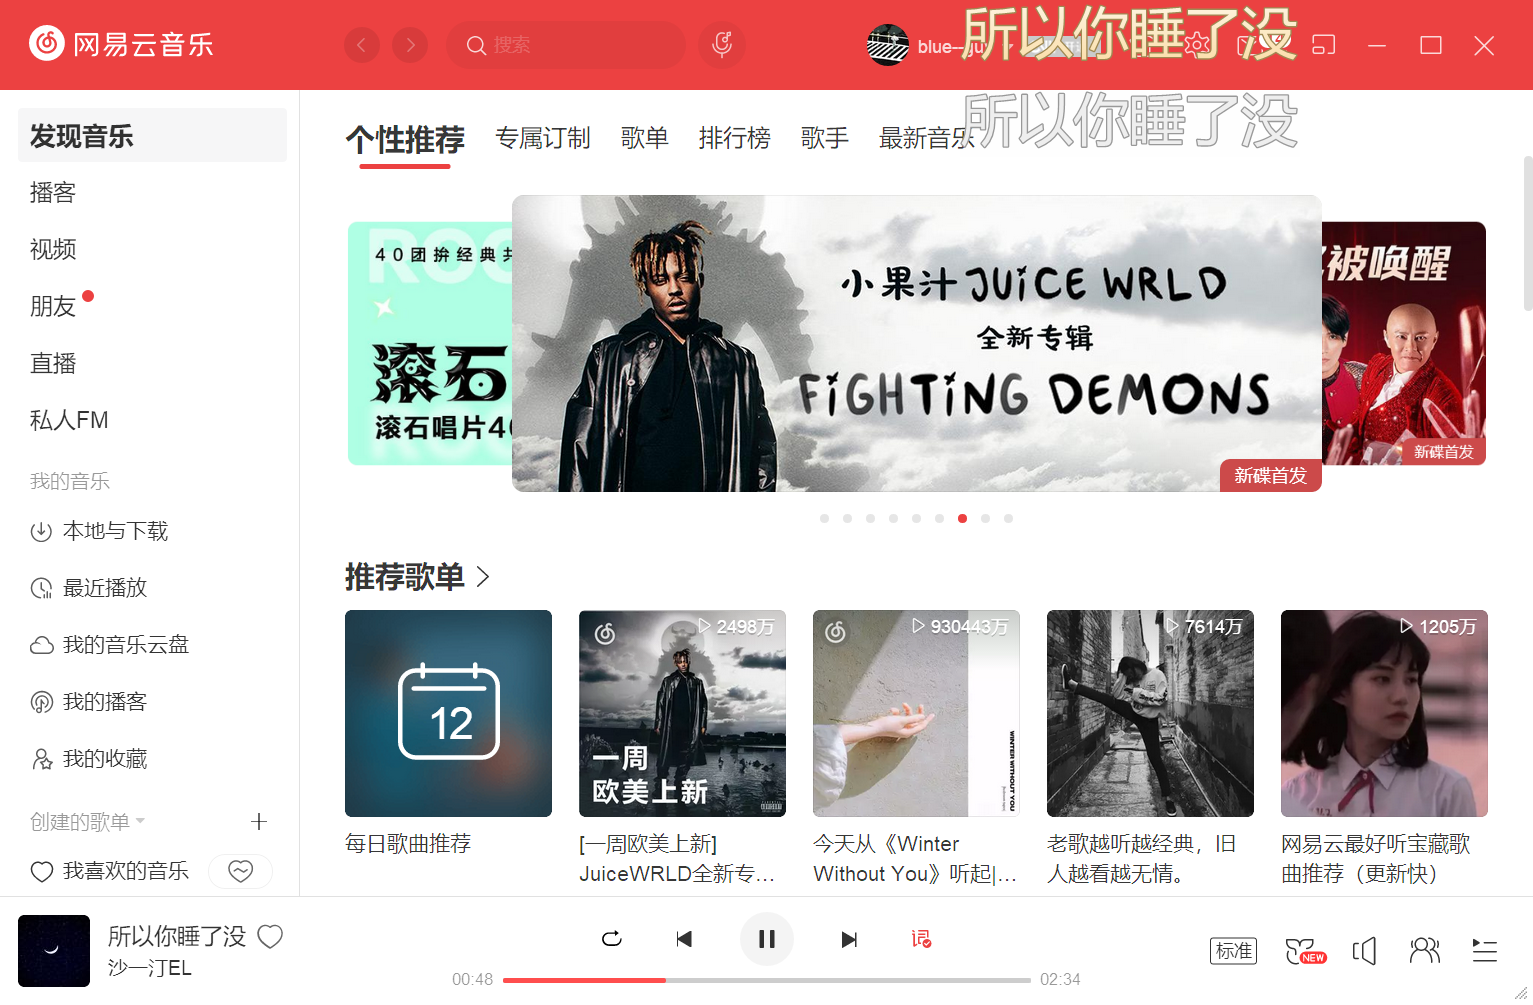 网易云音乐
搜索
blue--gu
所以你睡了没
所以你睡了没
发现音乐
播客
视频
朋友
直播
私人FM
我的音乐
本地与下载
最近播放
我的音乐云盘
我的播客
我的收藏
创建的歌单
我喜欢的音乐
个性推荐
专属订制
歌单
排行榜
歌手
最新音乐
40团拚经典
滚石
滚石唱片
小果汁JUiCE WRLD
全新专辑
FiGHTiNG DEMONS
新碟首发
被唤醒
新碟首发
推荐歌单
12
每日歌曲推荐
2498万
一周
欧美上新
[一周欧美上新]
JuiceWRLD全新专…
930443万
WINTER WITHOUT YOU
今天从《Winter
Without You》听起|…
7614万
老歌越听越经典，旧
人越看越无情。
1205万
网易云最好听宝藏歌
曲推荐（更新快）
所以你睡了没
沙一汀EL
词
00:48
02:34
标准
NEW